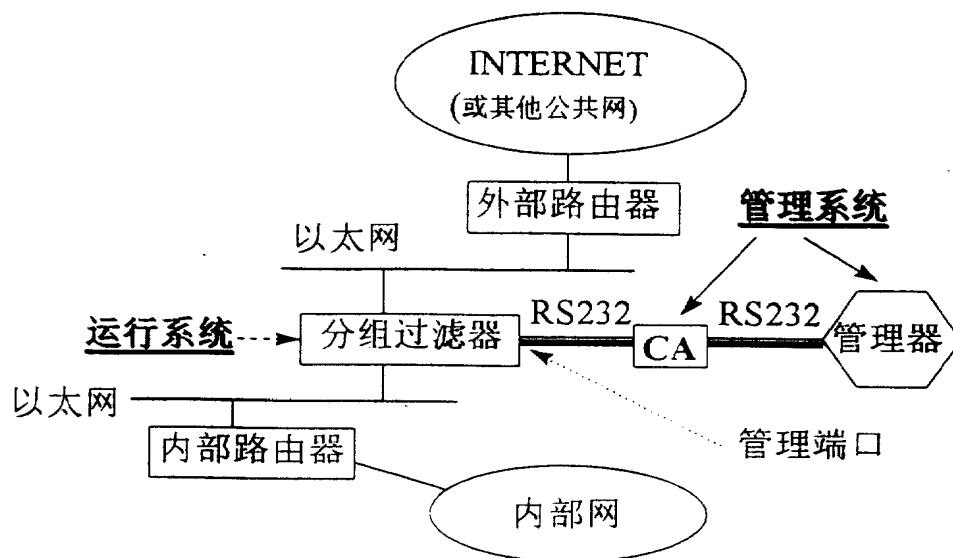 INTERNET
(或其他公共网)
外部路由器
管理系统
以太网
RS232
RS232
运行系统
分组过滤器
CA
管理器
以太网
内部路由器
管理端口
内部网